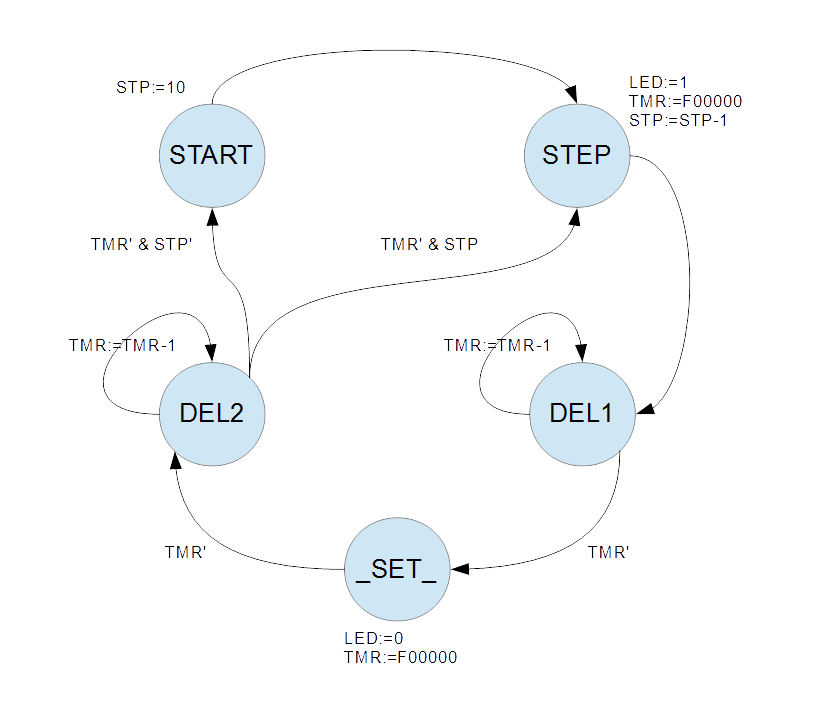 LED:=1
STP:=10
TMR:=F00000
STP:=STP-1
START
STEP
TMR' & STP'
TMR' & STP
TMR:=TMR-1
TMR:=TMR-1
DEL2
DEL1
TMR'
TMR'
_SET_
LED:=0
TMR:=F00000